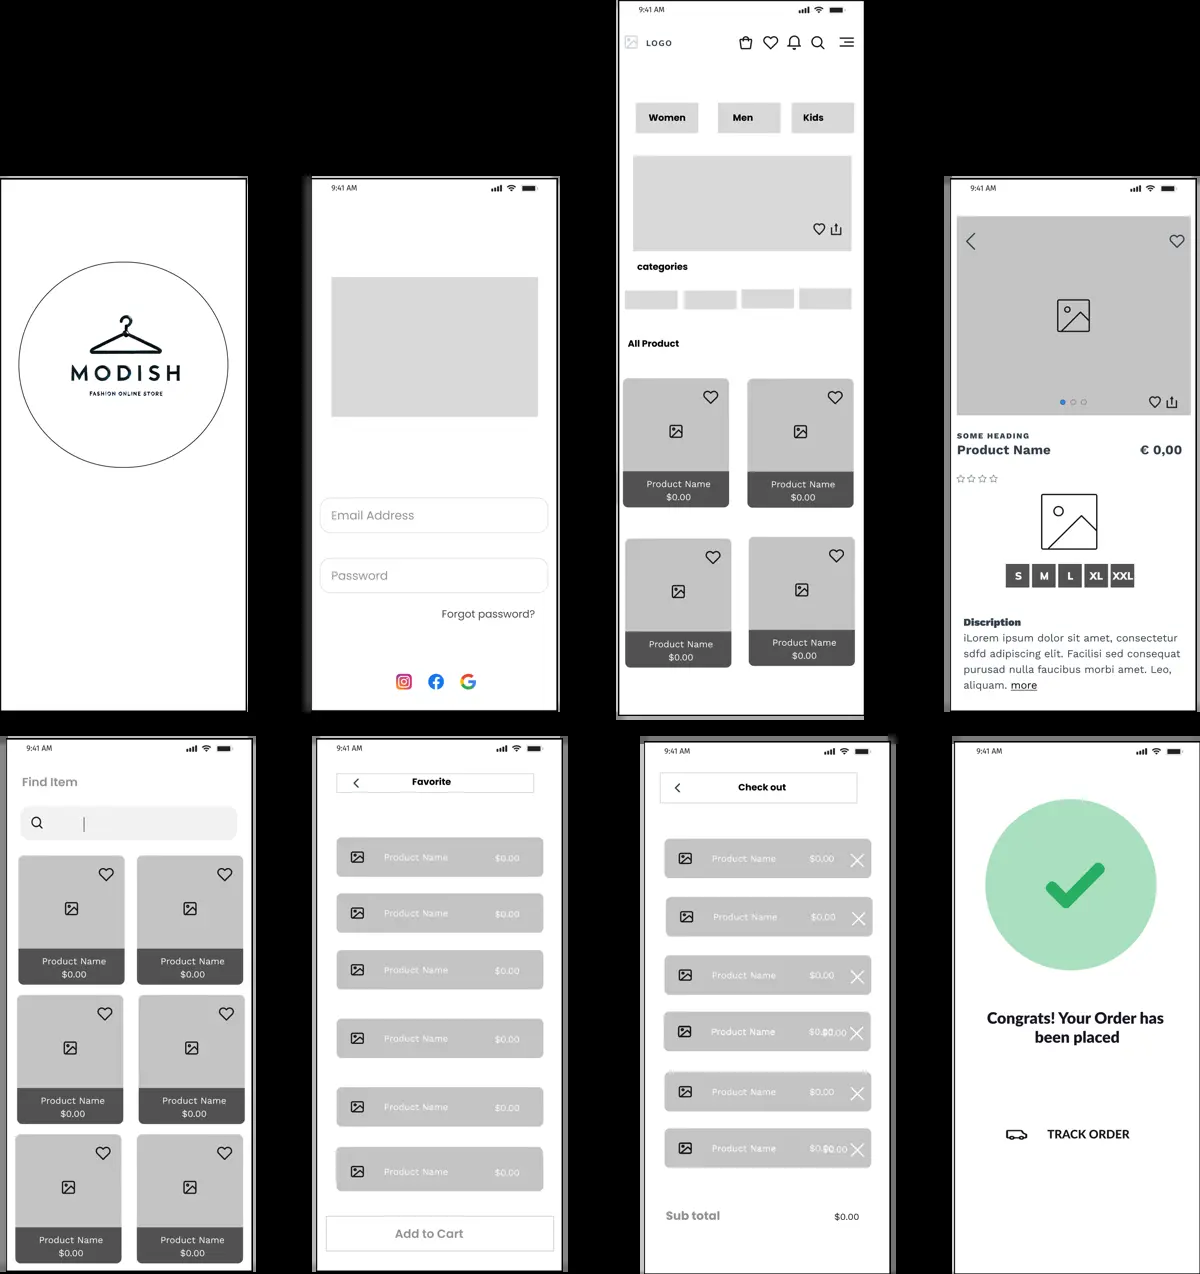 MODISH
FASHION ONLINE STORE
9:41 AM
Email Address
Password
Forgot password?
9:41 AM
LOGO
Women
Men
Kids
categories
All Product
Product Name
$0.00
Product Name
$0.00
Product Name
$0.00
Product Name
$0.00
9:41 AM
SOME HEADING
Product Name
€ 0,00
S
M
L
XL
XXL
Discription
iLorem ipsum dolor sit amet, consectetur
sdfd adipiscing elit. Facilisi sed consequat
purusad nulla faucibus morbi amet. Leo,
aliquam. more
9:41 AM
Find Item
Product Name
$0.00
Product Name
$0.00
Product Name
$0.00
Product Name
$0.00
Product Name
$0.00
Product Name
$0.00
9:41 AM
Favorite
Product Name $0.00
Product Name $0.00
Product Name $0.00
Product Name $0.00
Product Name $0.00
Product Name $0.00
Add to Cart
9:41 AM
Check out
Product Name $0.00
Product Name $0.00
Product Name $0.00
Product Name
Product Name $0.00
Product Name
Sub total $0.00
9:41 AM
Congrats! Your Order has
been placed
TRACK ORDER